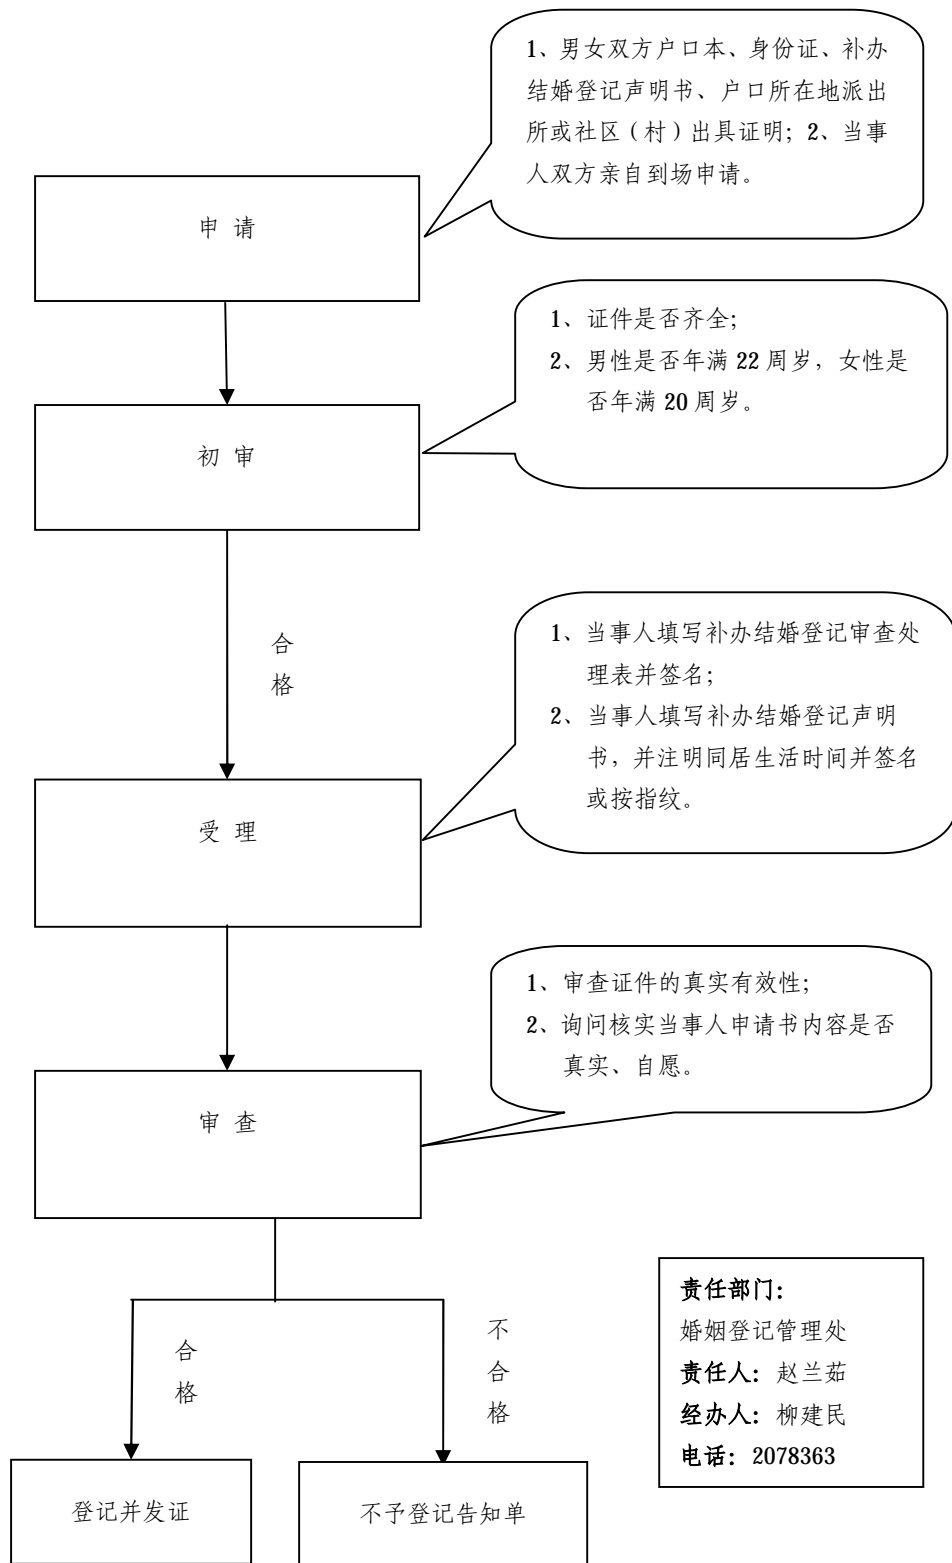 1、男女双方户口本、身份证、补办
结婚登记声明书、户口所在地派出
所或社区（村）出具证明；2、当事
人双方亲自到场申请。
申 请
1、证件是否齐全；
2、男性是否年满 22 周岁，女性是
否年满 20 周岁。
初 审
合
格
1、当事人填写补办结婚登记审查处
理表并签名；
2、当事人填写补办结婚登记声明
书，并注明同居生活时间并签名
或按指纹。
受 理
1、审查证件的真实有效性；
2、询问核实当事人申请书内容是否
真实、自愿。
审 查
合
格
不
合
格
责任部门：
婚姻登记管理处
责任人：赵兰茹
经办人：柳建民
电话：2078363
登记并发证
不予登记告知单